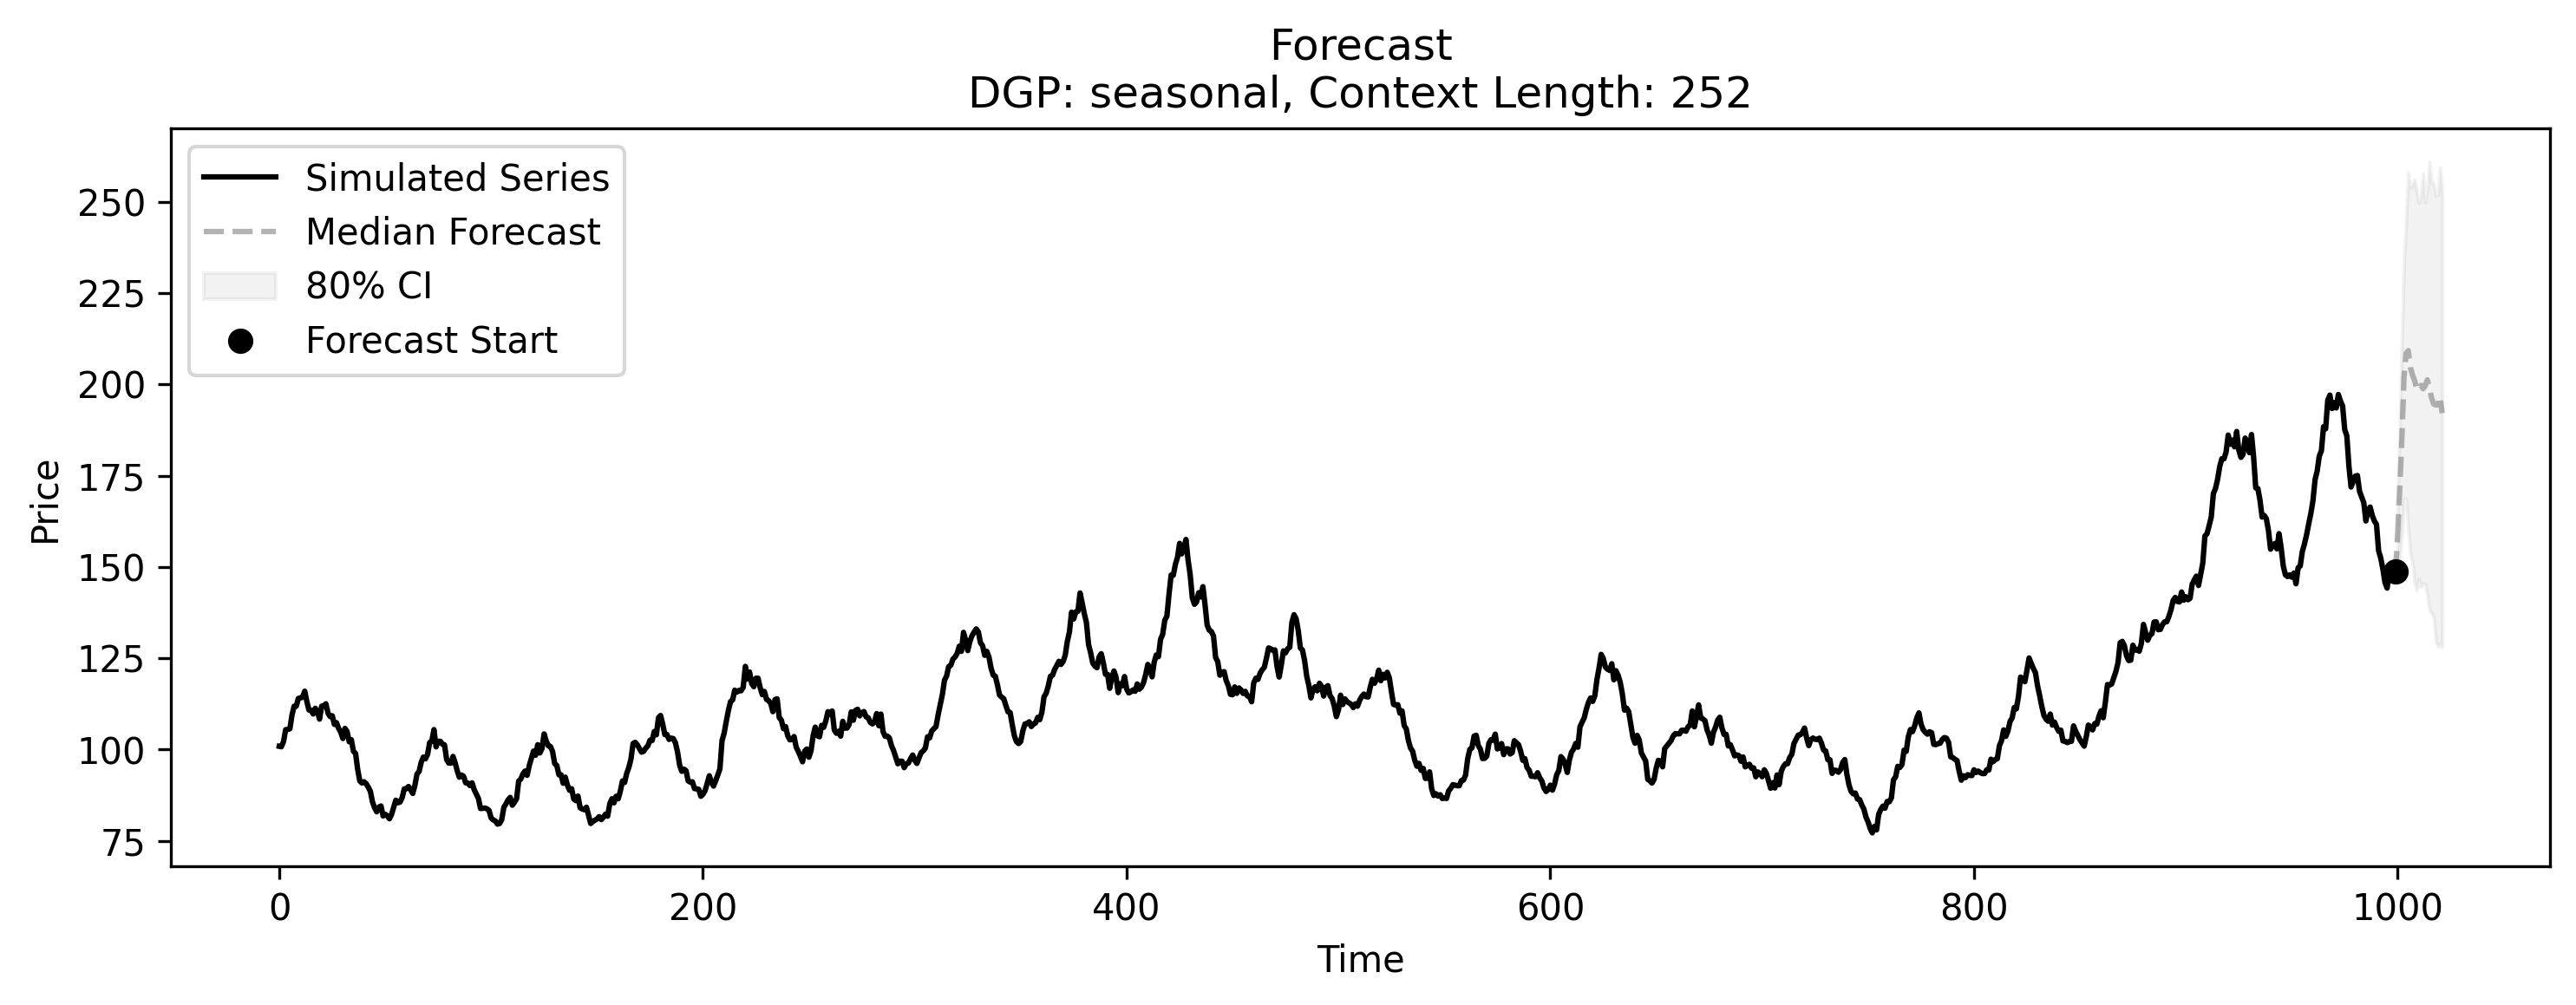 Forecast
DGP: seasonal, Context Length: 252
Simulated Series
Median Forecast
80% CI
Forecast Start
250
225
200
175
150
125
100
75
Price
0
200
400
600
800
1000
Time